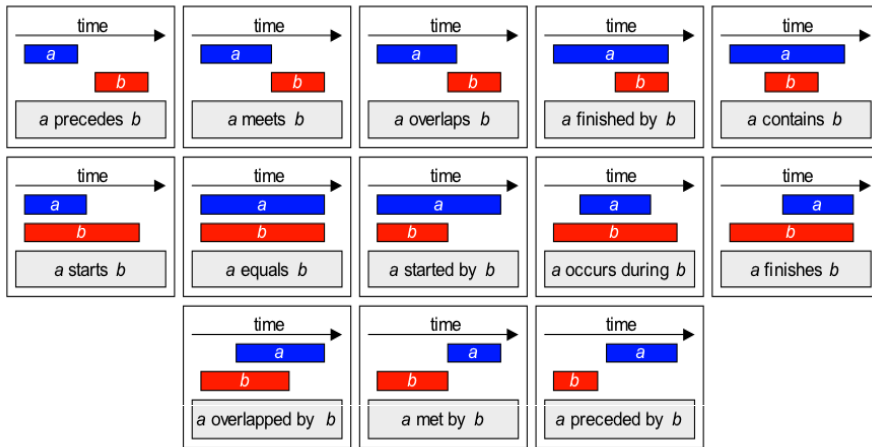 time
a
b
a precedes b
time
a
b
a meets b
time
a
b
a overlaps b
time
a
b
a finished by b
time
a
b
a contains b
time
a
b
a starts b
time
a
b
a equals b
time
a
b
a started by b
time
a
b
a occurs during b
time
a
b
a finishes b
time
a
b
a overlapped by b
time
a
b
a met by b
time
a
b
a preceded by b